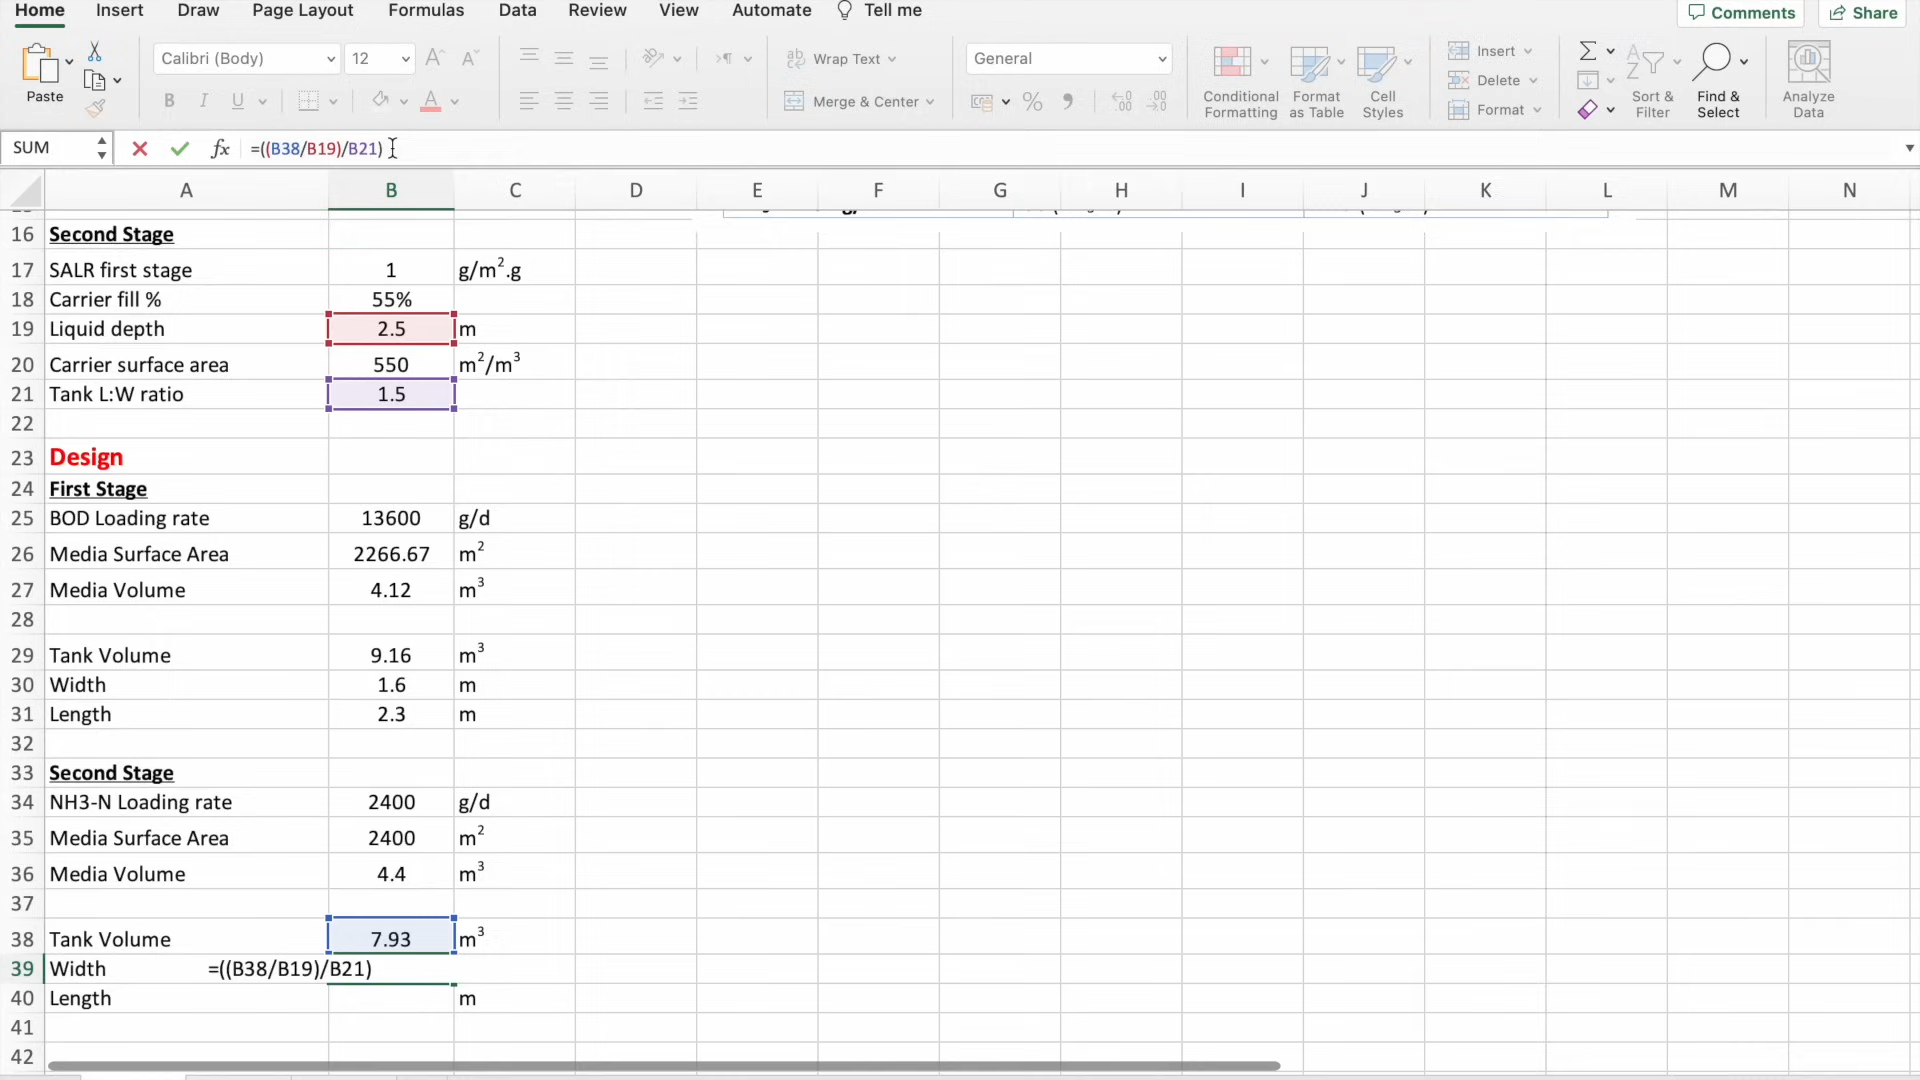 Home Insert Draw Page Layout Formulas Data Review View Automate Tell me Comments Share
Paste
Calibri (Body) 12
B I U
Wrap Text
Merge & Center
General
%
Conditional Formatting
Format as Table
Cell Styles
Insert
Delete
Format
Sort & Filter
Find & Select
Analyze Data
SUM fx =((B38/B19)/B21)
A B C D E F G H I J K L M N
16 Second Stage
17 SALR first stage 1 g/m².g
18 Carrier fill % 55%
19 Liquid depth 2.5 m
20 Carrier surface area 550 m²/m³
21 Tank L:W ratio 1.5
22
23 Design
24 First Stage
25 BOD Loading rate 13600 g/d
26 Media Surface Area 2266.67 m²
27 Media Volume 4.12 m³
28
29 Tank Volume 9.16 m³
30 Width 1.6 m
31 Length 2.3 m
32
33 Second Stage
34 NH3-N Loading rate 2400 g/d
35 Media Surface Area 2400 m²
36 Media Volume 4.4 m³
37
38 Tank Volume 7.93 m³
39 Width =((B38/B19)/B21)
40 Length m
41
42